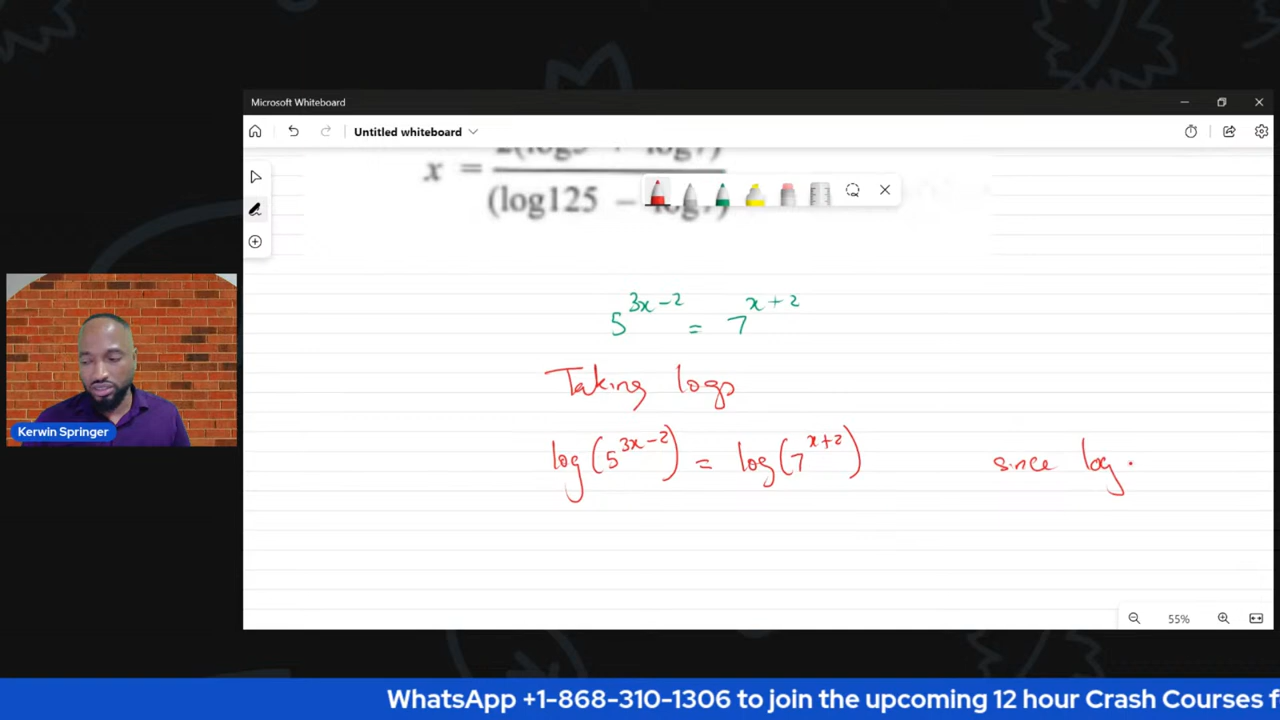 Microsoft Whiteboard
Untitled whiteboard
x =
(log125 –
5^{3x-2} = 7^{x+2}
Taking logs
log(5^{3x-2}) = log(7^{x+2})
since log
Kerwin Springer
55%
WhatsApp +1-868-310-1306 to join the upcoming 12 hour Crash Courses f